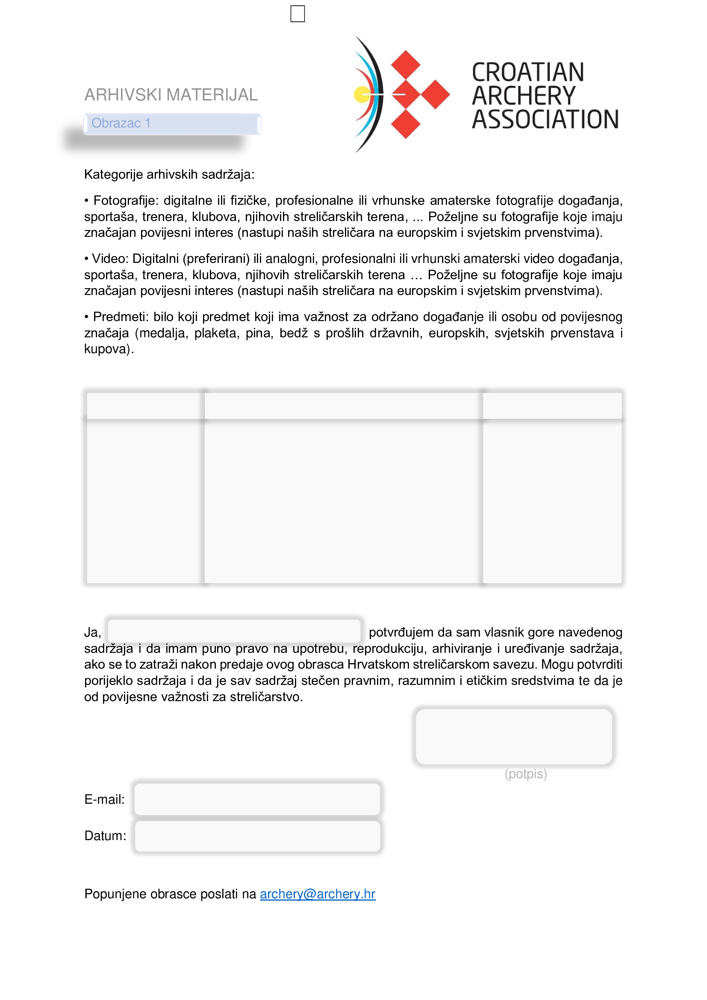 CROATIAN
ARCHERY
ASSOCIATION
ARHIVSKI MATERIJAL
Obrazac 1
Kategorije arhivskih sadržaja:
• Fotografije: digitalne ili fizičke, profesionalne ili vrhunske amaterske fotografije događanja,
sportaša, trenera, klubova, njihovih streličarskih terena, ... Poželjne su fotografije koje imaju
značajan povijesni interes (nastupi naših streličara na europskim i svjetskim prvenstvima).
• Video: Digitalni (preferirani) ili analogni, profesionalni ili vrhunski amaterski video događanja,
sportaša, trenera, klubova, njihovih streličarskih terena … Poželjne su fotografije koje imaju
značajan povijesni interes (nastupi naših streličara na europskim i svjetskim prvenstvima).
• Predmeti: bilo koji predmet koji ima važnost za održano događanje ili osobu od povijesnog
značaja (medalja, plaketa, pina, bedž s prošlih državnih, europskih, svjetskih prvenstava i
kupova).
Ja, potvrđujem da sam vlasnik gore navedenog
sadržaja i da imam puno pravo na upotrebu, reprodukciju, arhiviranje i uređivanje sadržaja,
ako se to zatraži nakon predaje ovog obrasca Hrvatskom streličarskom savezu. Mogu potvrditi
porijeklo sadržaja i da je sav sadržaj stečen pravnim, razumnim i etičkim sredstvima te da je
od povijesne važnosti za streličarstvo.
(potpis)
E-mail:
Datum:
Popunjene obrasce poslati na archery@archery.hr